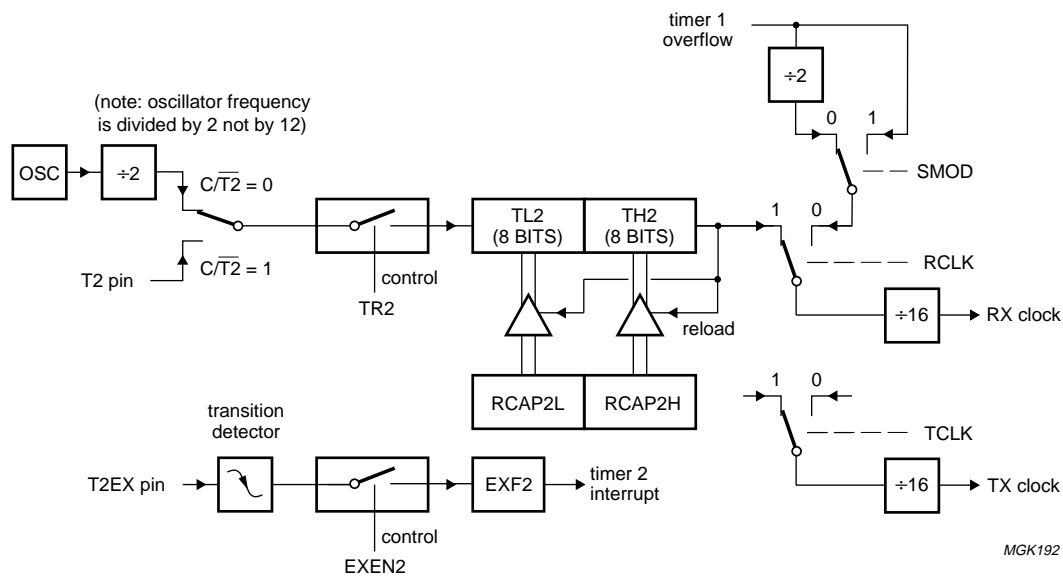 timer 1
overflow
÷2
(note: oscillator frequency
is divided by 2 not by 12)
0 1
OSC
÷2
C/T̅2̅ = 0
SMOD
TL2
(8 BITS)
TH2
(8 BITS)
1 0
T2 pin
C/T̅2̅ = 1
control
TR2
RCLK
reload
÷16
RX clock
RCAP2L
RCAP2H
1 0
transition
detector
TCLK
T2EX pin
EXF2
timer 2
interrupt
÷16
TX clock
control
EXEN2
MGK192